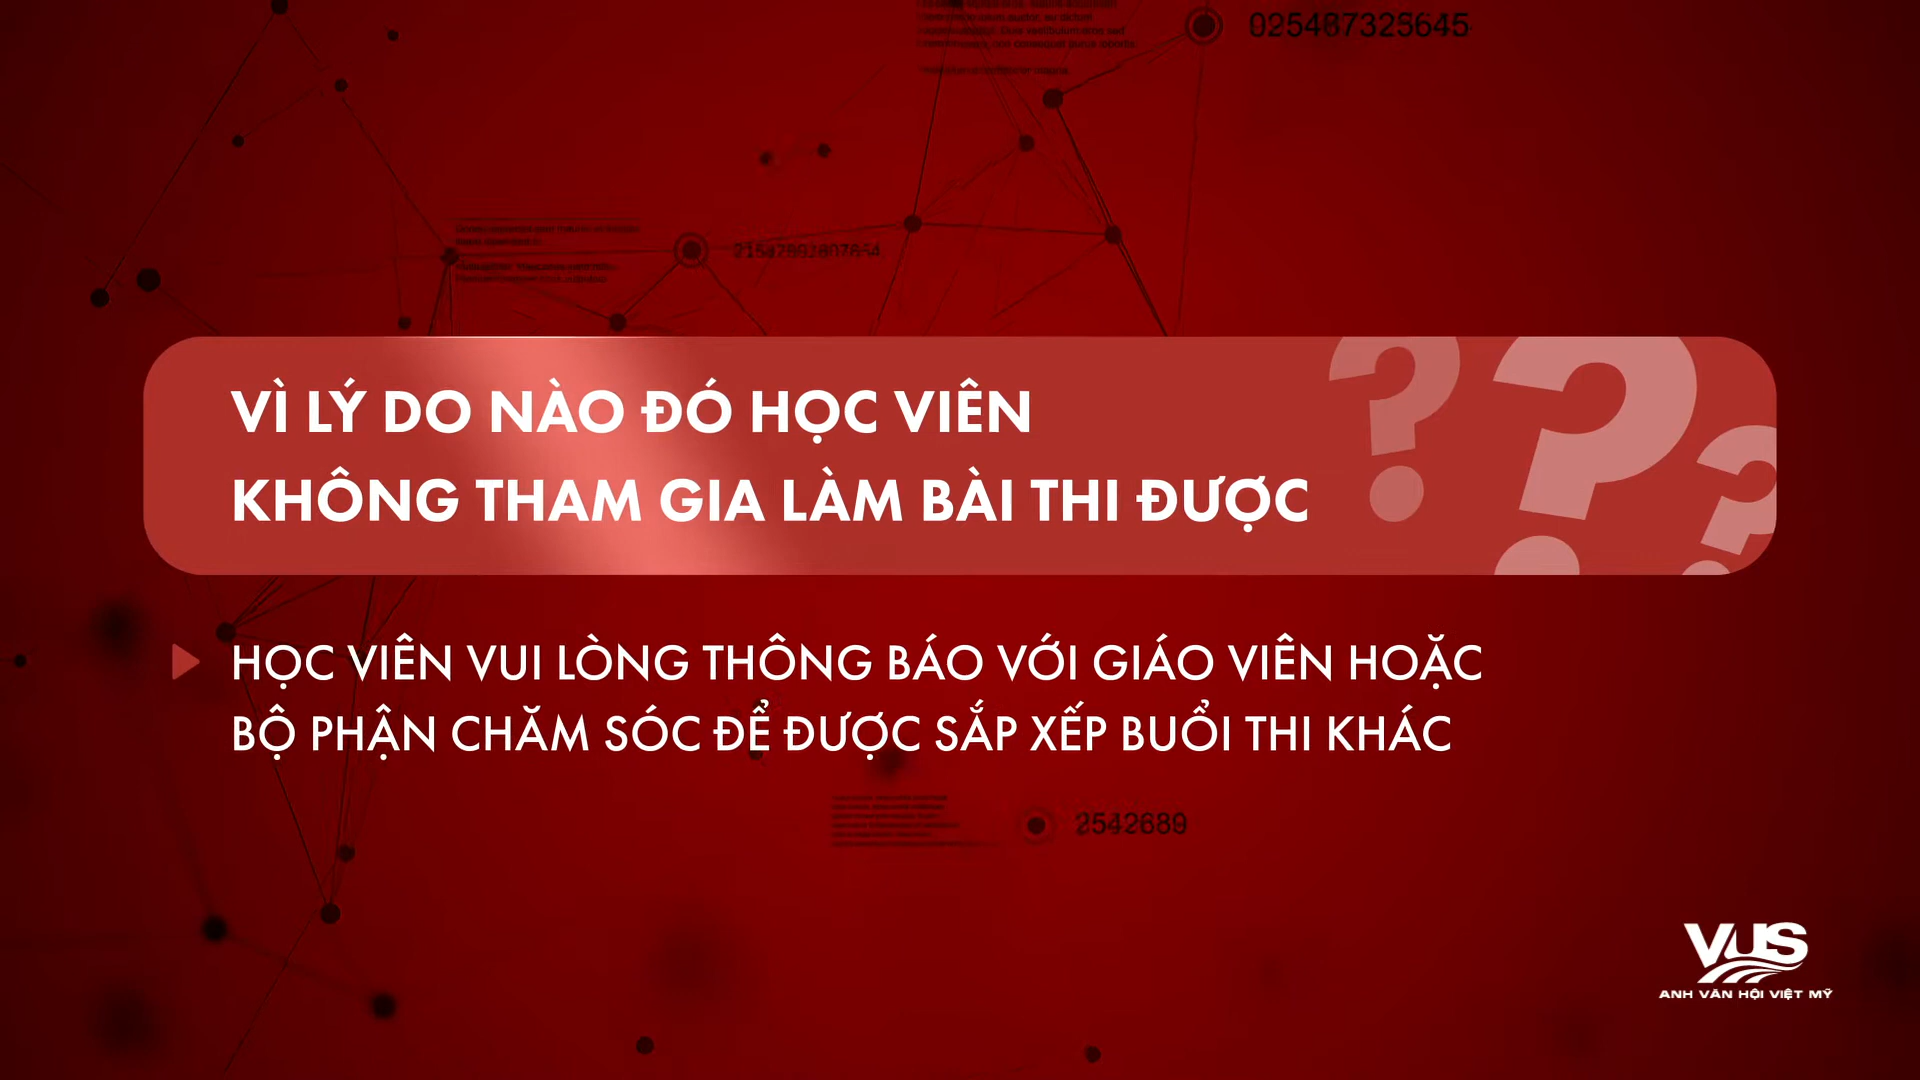 025487325645
21547893807854
VÌ LÝ DO NÀO ĐÓ HỌC VIÊN
KHÔNG THAM GIA LÀM BÀI THI ĐƯỢC
HỌC VIÊN VUI LÒNG THÔNG BÁO VỚI GIÁO VIÊN HOẶC
BỘ PHẬN CHĂM SÓC ĐỂ ĐƯỢC SẮP XẾP BUỔI THI KHÁC
2542689
VUS
ANH VĂN HỘI VIỆT MỸ